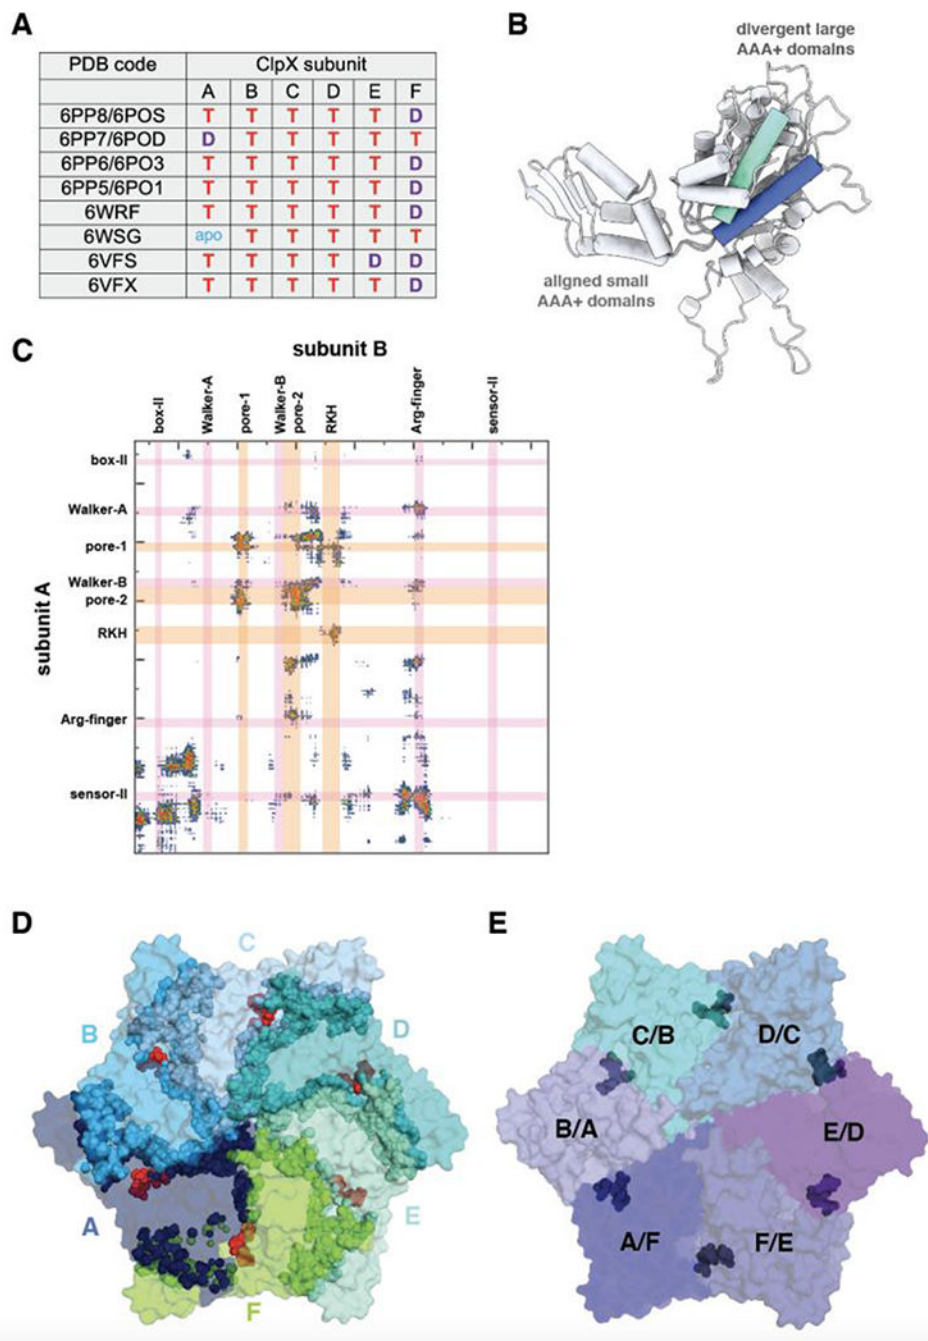 A
PDB code ClpX subunit
A B C D E F
6PP8/6POS T T T T T D
6PP7/6POD D T T T T T
6PP6/6PO3 T T T T T D
6PP5/6PO1 T T T T T D
6WRF T T T T T D
6WSG apo T T T T T
6VFS T T T T D D
6VFX T T T T T D
B
divergent large
AAA+ domains
aligned small
AAA+ domains
C
subunit B
box-II
Walker-A
pore-1
Walker-B
pore-2
RKH
Arg-finger
sensor-II
subunit A
box-II
Walker-A
pore-1
Walker-B
pore-2
RKH
Arg-finger
sensor-II
D
C
B
D
A
E
F
E
C/B
D/C
B/A
E/D
A/F
F/E